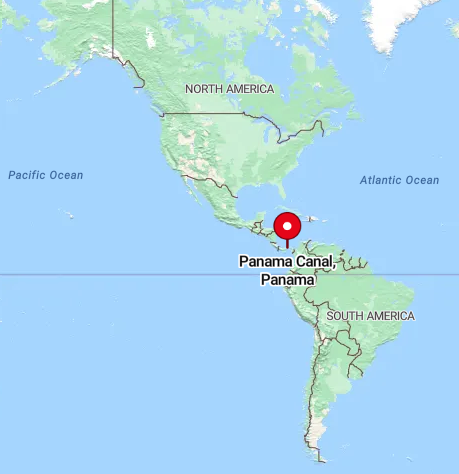 NORTH AMERICA
Pacific Ocean
Atlantic Ocean
Panama Canal,
Panama
SOUTH AMERICA